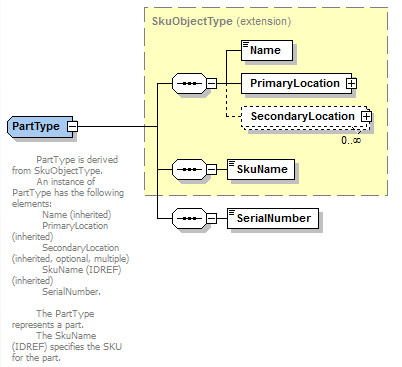 SkuObjectType (extension)
Name
PrimaryLocation
SecondaryLocation
0..∞
PartType
SkuName
SerialNumber
PartType is derived
from SkuObjectType.
An instance of
PartType has the following
elements:
Name (inherited)
PrimaryLocation
(inherited)
SecondaryLocation
(inherited, optional, multiple)
SkuName (IDREF)
(inherited)
SerialNumber.
The PartType
represents a part.
The SkuName
(IDREF) specifies the SKU
for the part.